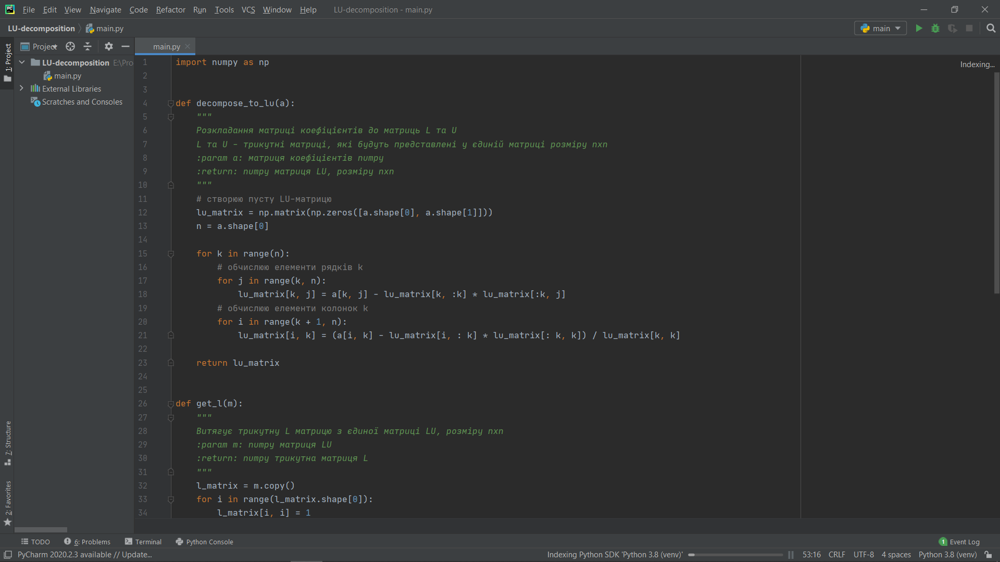 File Edit View Navigate Code Refactor Run Tools VCS Window Help LU-decomposition - main.py
LU-decomposition main.py main
1: Project
Project main.py
LU-decomposition E:\Pro
main.py
External Libraries
Scratches and Consoles
Indexing...
1 import numpy as np
2
3
4 def decompose_to_lu(a):
5 """
6 Розкладання матриці коефіцієнтів до матриць L та U
7 L та U - трикутні матриці, які будуть представлені у єдиній матриці розміру nxn
8 :param a: матриця коефіцієнтів numpy
9 :return: numpy матриця LU, розміру nxn
10 """
11 # створюю пусту LU-матрицю
12 lu_matrix = np.matrix(np.zeros([a.shape[0], a.shape[1]]))
13 n = a.shape[0]
14
15 for k in range(n):
16 # обчислюю елементи рядків k
17 for j in range(k, n):
18 lu_matrix[k, j] = a[k, j] - lu_matrix[k, :k] * lu_matrix[:k, j]
19 # обчислюю елементи колонок k
20 for i in range(k + 1, n):
21 lu_matrix[i, k] = (a[i, k] - lu_matrix[i, : k] * lu_matrix[: k, k]) / lu_matrix[k, k]
22
23 return lu_matrix
24
25
26 def get_l(m):
27 """
28 Витягує трикутну L матрицю з єдиної матриці LU, розміру nxn
29 :param m: numpy матриця LU
30 :return: numpy трикутна матриця L
31 """
32 l_matrix = m.copy()
33 for i in range(l_matrix.shape[0]):
34 l_matrix[i, i] = 1
7: Structure
2: Favorites
TODO 6: Problems Terminal Python Console 1 Event Log
PyCharm 2020.2.3 available // Update... Indexing Python SDK 'Python 3.8 (venv)' 53:16 CRLF UTF-8 4 spaces Python 3.8 (venv)